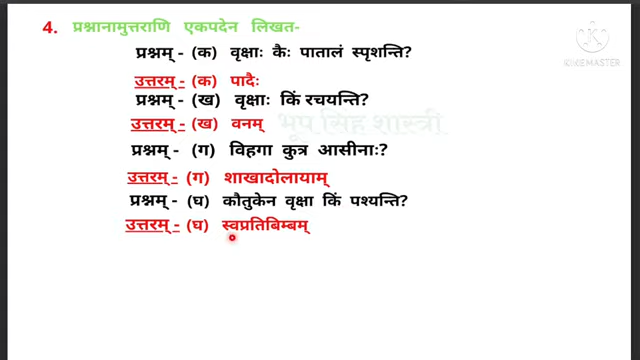 4. प्रश्नानामुत्तराणि एकपदेन लिखत-
प्रश्नम् - (क) वृक्षाः कैः पातालं स्पृशन्ति?
उत्तरम् - (क) पादैः
प्रश्नम् - (ख) वृक्षाः किं रचयन्ति?
उत्तरम् - (ख) वनम्
भूप सिंह शास्त्री
प्रश्नम् - (ग) विहगा कुत्र आसीनाः?
उत्तरम् - (ग) शाखादोलायाम्
प्रश्नम् - (घ) कौतुकेन वृक्षा किं पश्यन्ति?
उत्तरम् - (घ) स्वप्रतिबिम्बम्
KINEMASTER